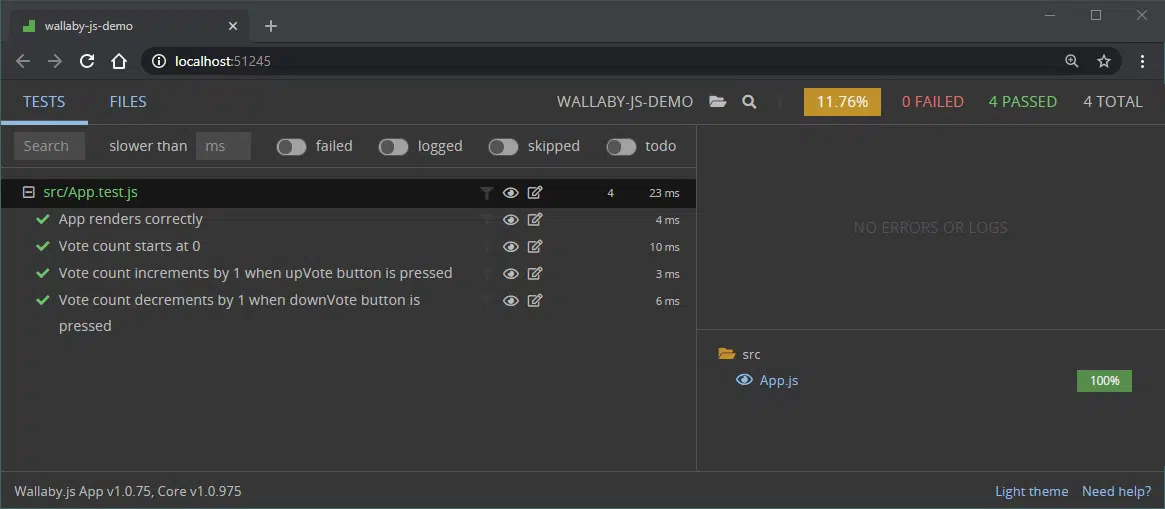 wallaby-js-demo
localhost:51245
TESTS FILES WALLABY-JS-DEMO 11.76% 0 FAILED 4 PASSED 4 TOTAL
Search slower than ms failed logged skipped todo
src/App.test.js 4 23 ms
App renders correctly 4 ms
Vote count starts at 0 10 ms
Vote count increments by 1 when upVote button is pressed 3 ms
Vote count decrements by 1 when downVote button is 6 ms
pressed
NO ERRORS OR LOGS
src
App.js 100%
Wallaby.js App v1.0.75, Core v1.0.975 Light theme Need help?